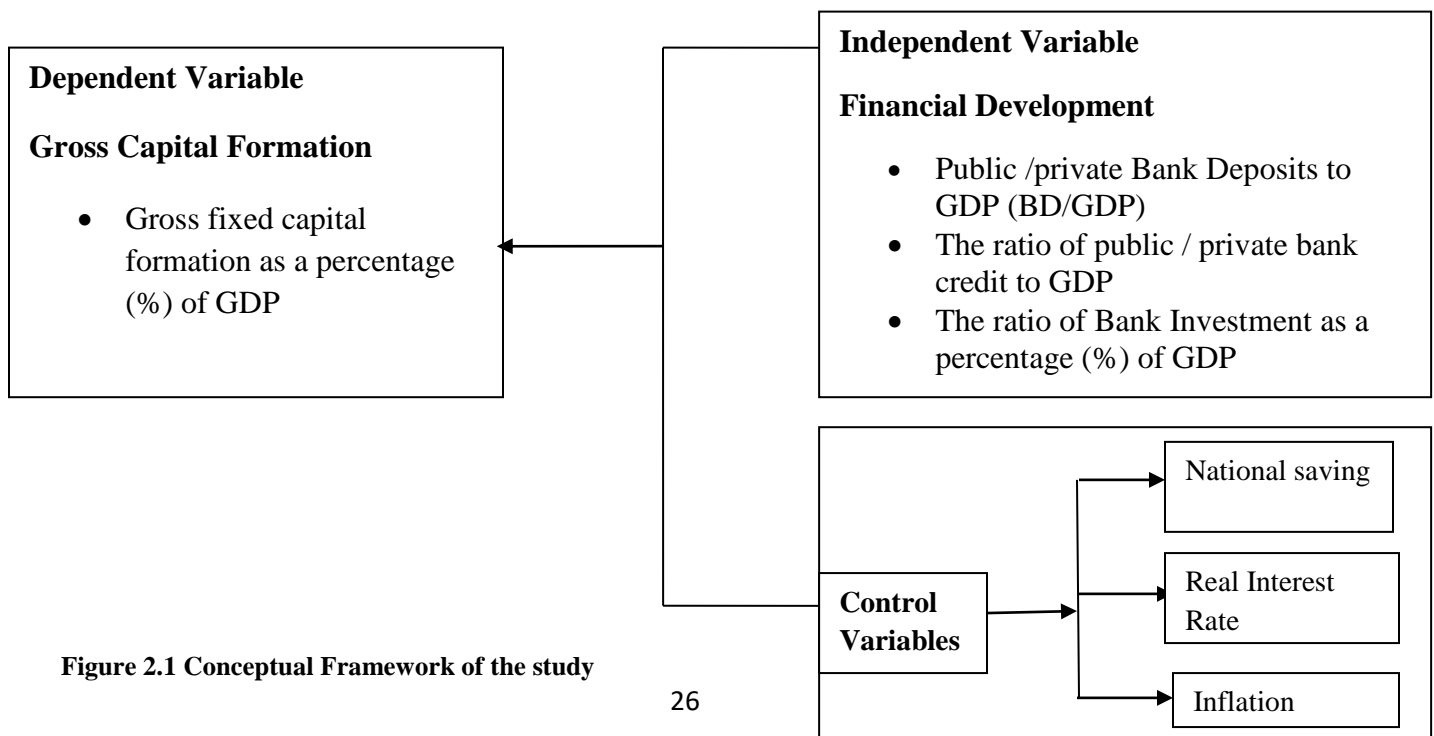 Dependent Variable
Gross Capital Formation
• Gross fixed capital
formation as a percentage
(%) of GDP
Independent Variable
Financial Development
• Public /private Bank Deposits to
GDP (BD/GDP)
• The ratio of public / private bank
credit to GDP
• The ratio of Bank Investment as a
percentage (%) of GDP
Control
Variables
National saving
Real Interest
Rate
Inflation
Figure 2.1 Conceptual Framework of the study
26